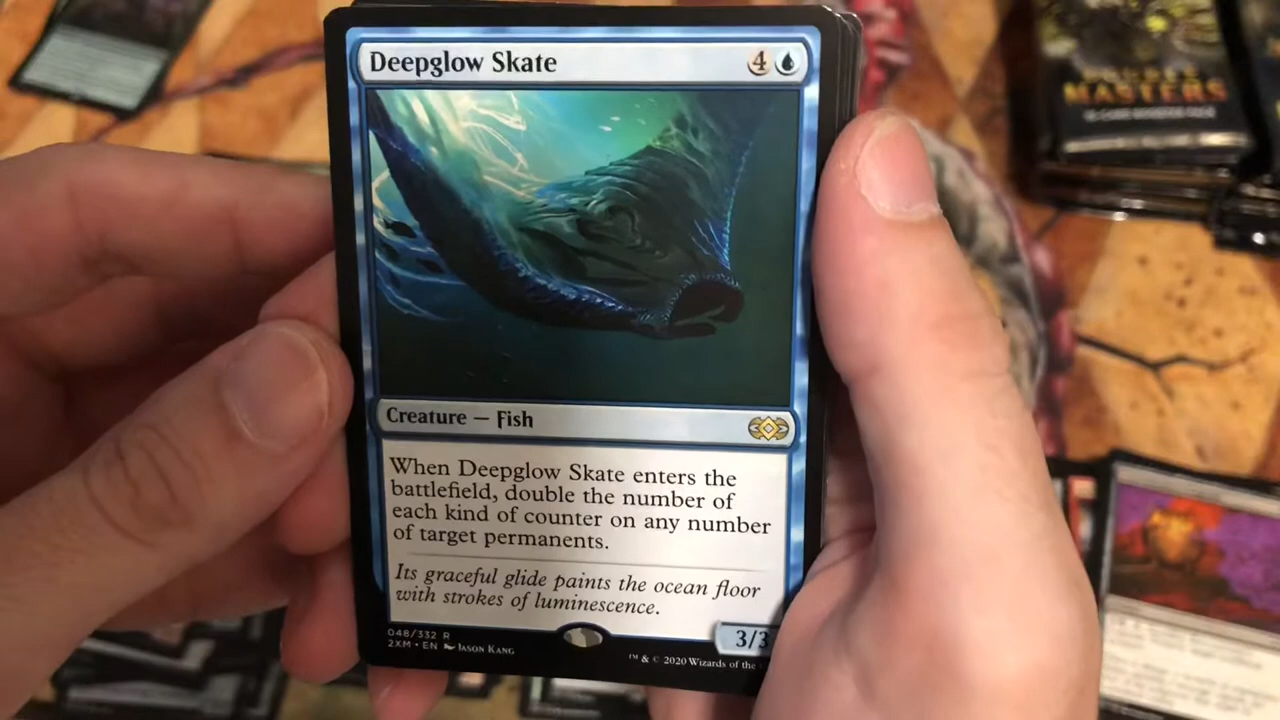 Deepglow Skate 4
Creature — Fish
When Deepglow Skate enters the
battlefield, double the number of
each kind of counter on any number
of target permanents.
Its graceful glide paints the ocean floor
with strokes of luminescence.
3/3
048/332 R
2XM • EN JASON KANG
™ & © 2020 Wizards of the
MASTERS